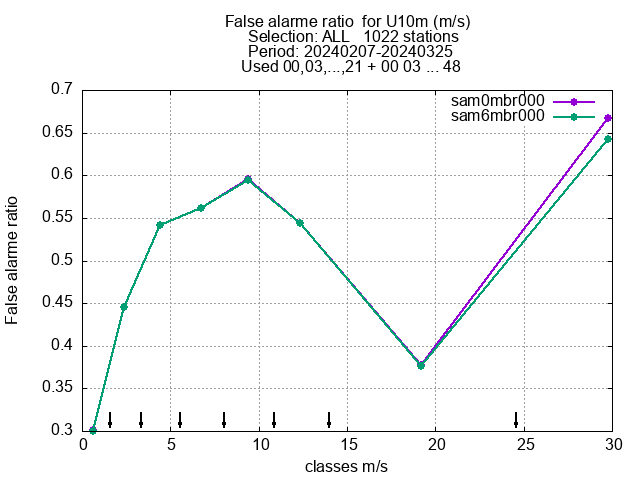 False alarme ratio  for U10m (m/s)
Selection: ALL   1022 stations
Period: 20240207-20240325
Used 00,03,...,21 + 00 03 ... 48
sam0mbr000
sam6mbr000
0.7
0.65
0.6
0.55
0.5
0.45
0.4
0.35
0.3
False alarme ratio
0 5 10 15 20 25 30
classes m/s